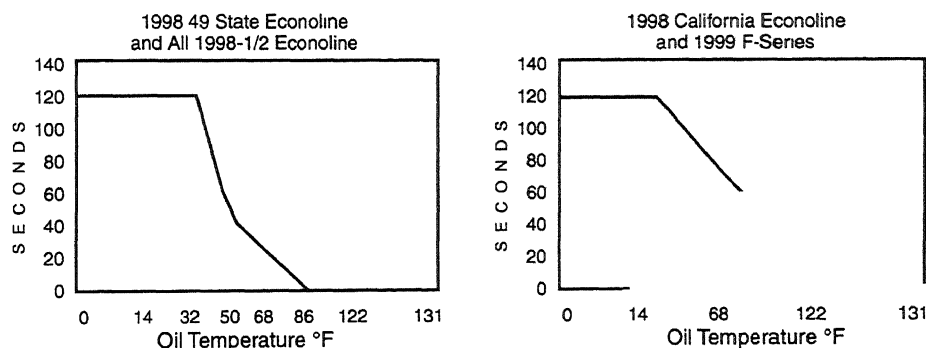 1998 49 State Econoline
and All 1998-1/2 Econoline
140
120
100
80
60
40
20
0
SECONDS
0 14 32 50 68 86 122 131
Oil Temperature °F
1998 California Econoline
and 1999 F-Series
140
120
100
80
60
40
20
0
SECONDS
0 14 68 122 131
Oil Temperature °F